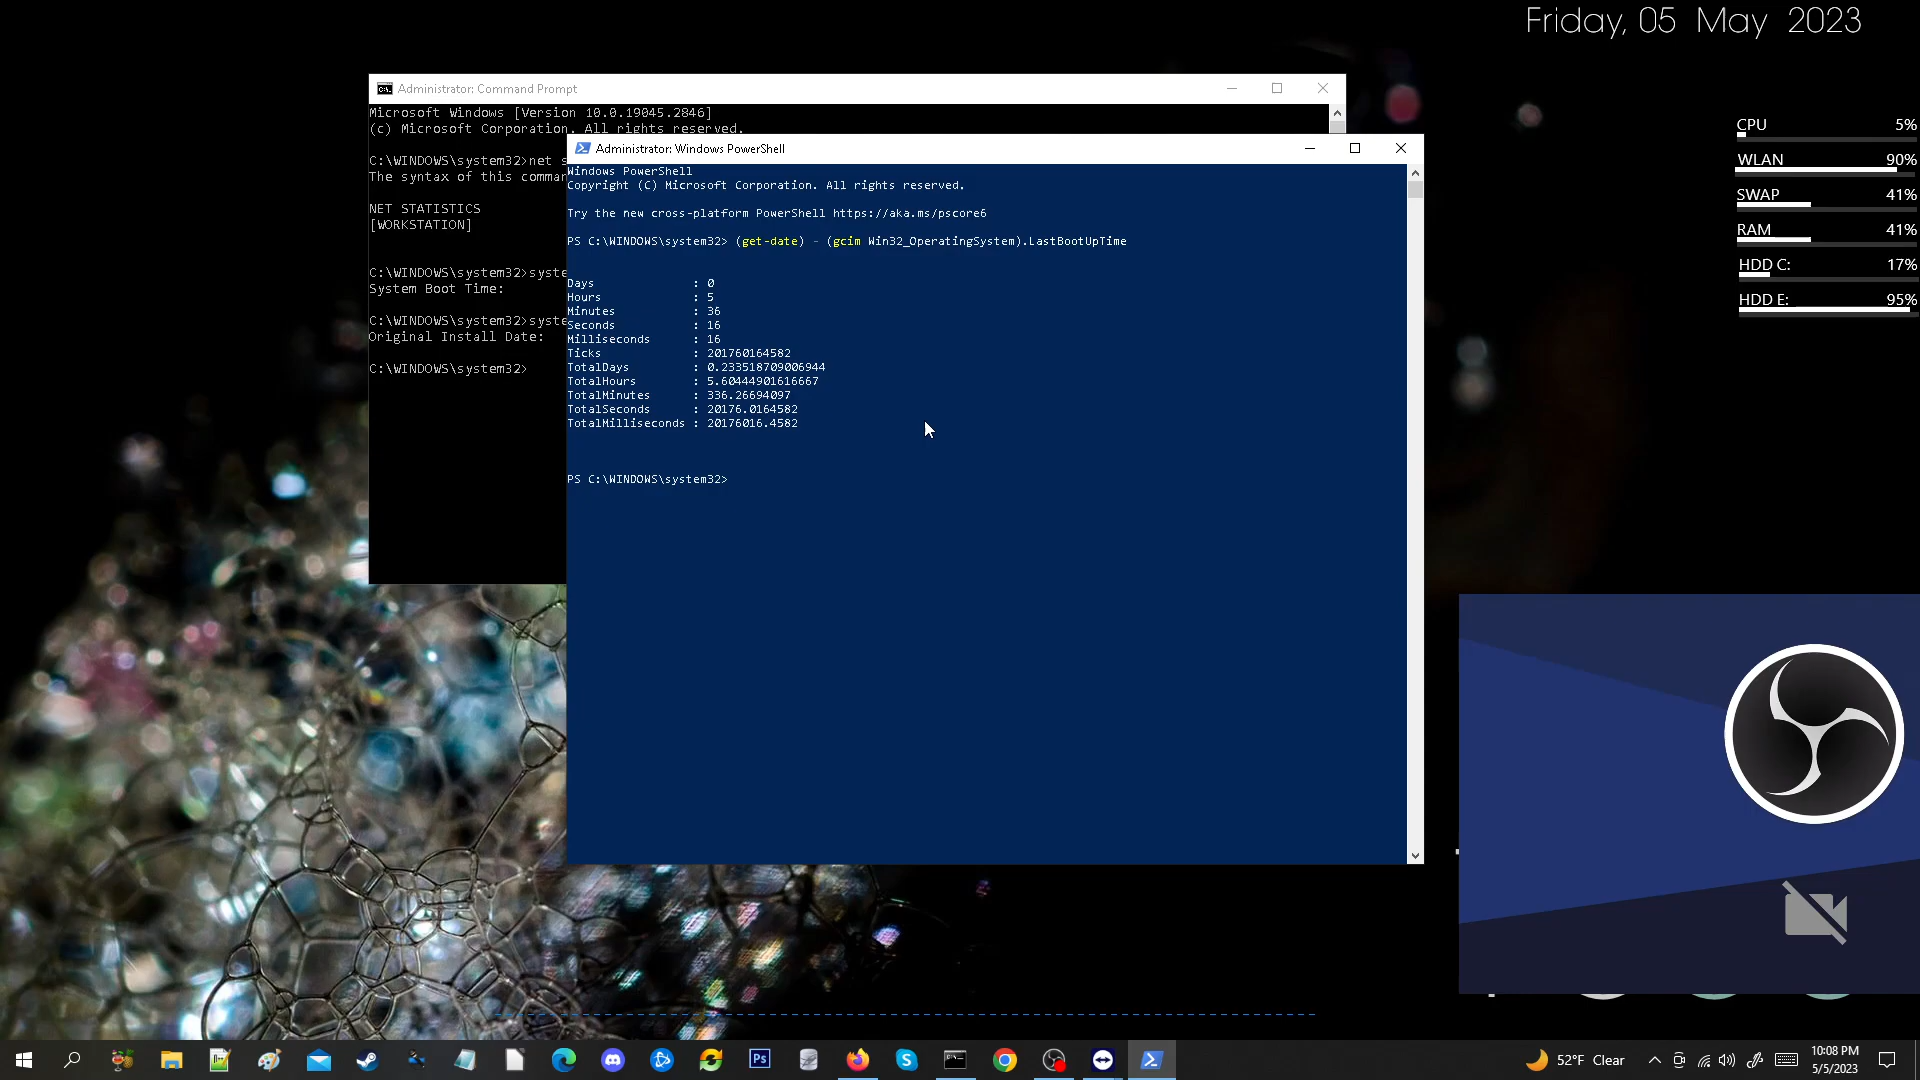 Friday, 05 May 2023
Administrator: Command Prompt
Microsoft Windows [Version 10.0.19045.2846]
(c) Microsoft Corporation. All rights reserved.
C:\WINDOWS\system32>net s
The syntax of this comman
NET STATISTICS
[WORKSTATION]
C:\WINDOWS\system32>syste
System Boot Time:
C:\WINDOWS\system32>syste
Original Install Date:
C:\WINDOWS\system32>
Administrator: Windows PowerShell
Windows PowerShell
Copyright (C) Microsoft Corporation. All rights reserved.
Try the new cross-platform PowerShell https://aka.ms/pscore6
PS C:\WINDOWS\system32> (get-date) - (gcim Win32_OperatingSystem).LastBootUpTime
Days : 0
Hours : 5
Minutes : 36
Seconds : 16
Milliseconds : 16
Ticks : 201760164582
TotalDays : 0.233518709006944
TotalHours : 5.60444901616667
TotalMinutes : 336.26694097
TotalSeconds : 20176.0164582
TotalMilliseconds : 20176016.4582
PS C:\WINDOWS\system32>
CPU 5%
WLAN 90%
SWAP 41%
RAM 41%
HDD C: 17%
HDD E: 95%
Ps
52°F Clear
10:08 PM
5/5/2023